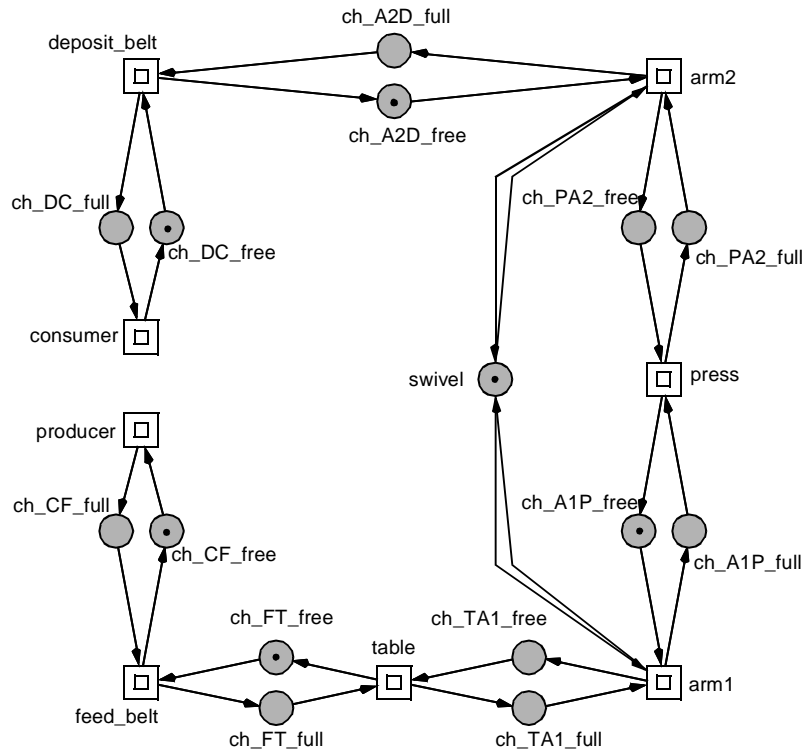 ch_A2D_full
deposit_belt
arm2
ch_A2D_free
ch_DC_full
ch_PA2_free
ch_DC_free
ch_PA2_full
consumer
swivel
press
producer
ch_CF_full
ch_A1P_free
ch_CF_free
ch_A1P_full
ch_FT_free
table
ch_TA1_free
feed_belt
arm1
ch_FT_full
ch_TA1_full